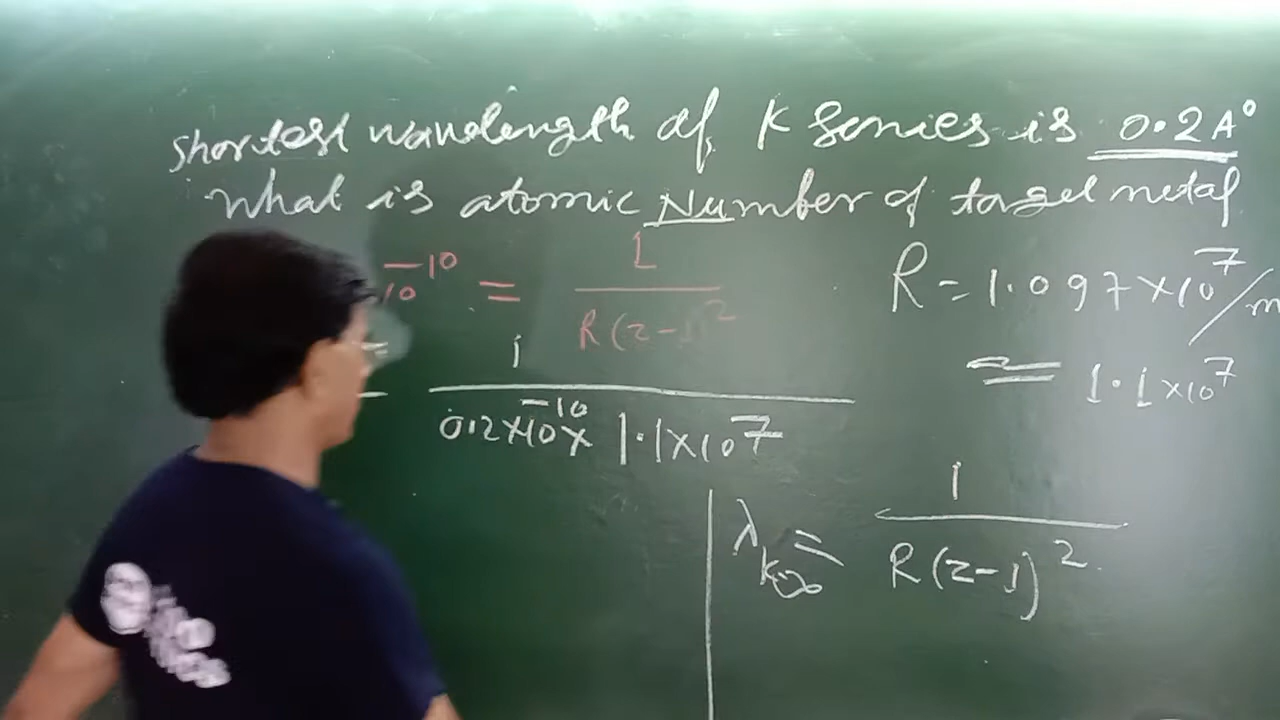 shortest wavelength of K Series is 0.2A°
What is atomic Number of target metal
10^-10 = 1 / R(z-1)^2
R = 1.097×10^7/m
= 1.1×10^7
= 1 / 0.2×10^-10 × 1.1×10^7
λ K∞ = 1 / R(z-1)^2